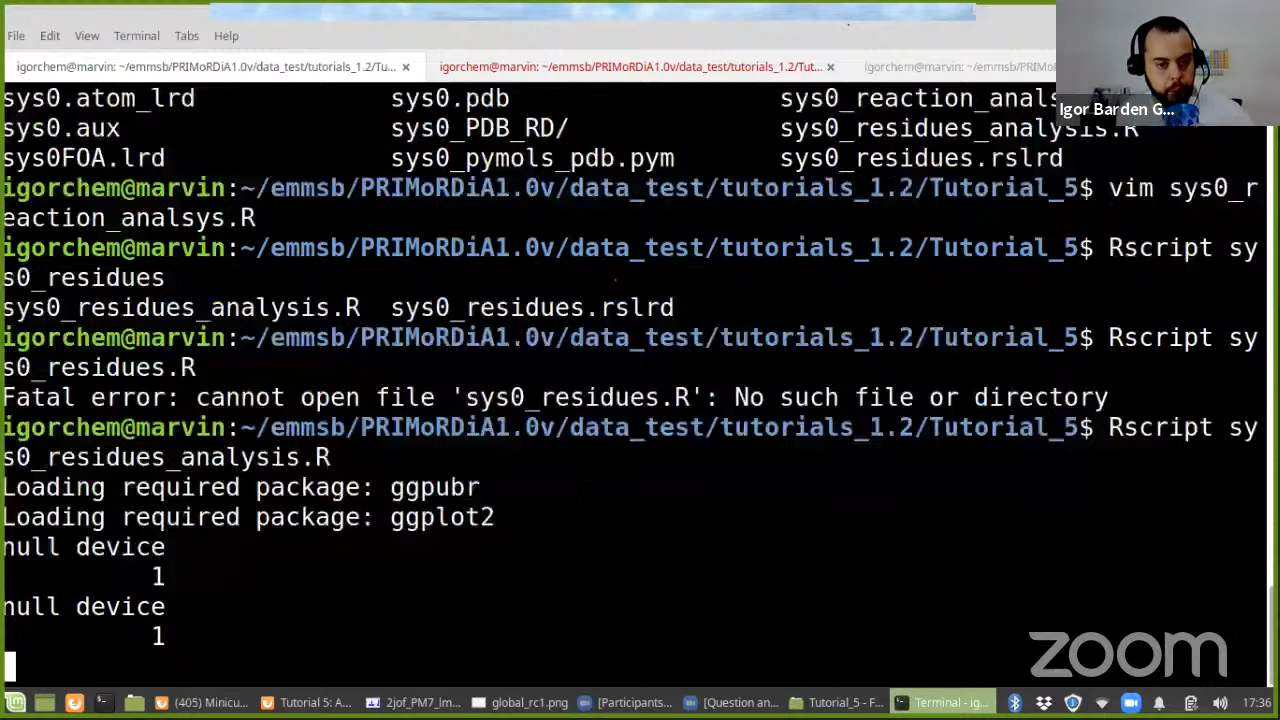 File Edit View Terminal Tabs Help
igorchem@marvin: ~/emmsb/PRIMoRDiA1.0v/data_test/tutorials_1.2/Tu... × igorchem@marvin: ~/emmsb/PRIMoRDiA1.0v/data_test/tutorials_1.2/Tut... × igorchem@marvin: ~/emmsb/PRIMoR
Igor Barden G...
sys0.atom_lrd sys0.pdb sys0_reaction_anals
sys0.aux sys0_PDB_RD/ sys0_residues_analysis.R
sys0FOA.lrd sys0_pymols_pdb.pym sys0_residues.rslrd
igorchem@marvin:~/emmsb/PRIMoRDiA1.0v/data_test/tutorials_1.2/Tutorial_5$ vim sys0_r
eaction_analsys.R
igorchem@marvin:~/emmsb/PRIMoRDiA1.0v/data_test/tutorials_1.2/Tutorial_5$ Rscript sy
s0_residues
sys0_residues_analysis.R sys0_residues.rslrd
igorchem@marvin:~/emmsb/PRIMoRDiA1.0v/data_test/tutorials_1.2/Tutorial_5$ Rscript sy
s0_residues.R
Fatal error: cannot open file 'sys0_residues.R': No such file or directory
igorchem@marvin:~/emmsb/PRIMoRDiA1.0v/data_test/tutorials_1.2/Tutorial_5$ Rscript sy
s0_residues_analysis.R
Loading required package: ggpubr
Loading required package: ggplot2
null device
1
null device
1
zoom
(405) Minicu... Tutorial 5: A... 2jof_PM7_lm... global_rc1.png [Participants... [Question an... Tutorial_5 - F... Terminal - ig... 17:36